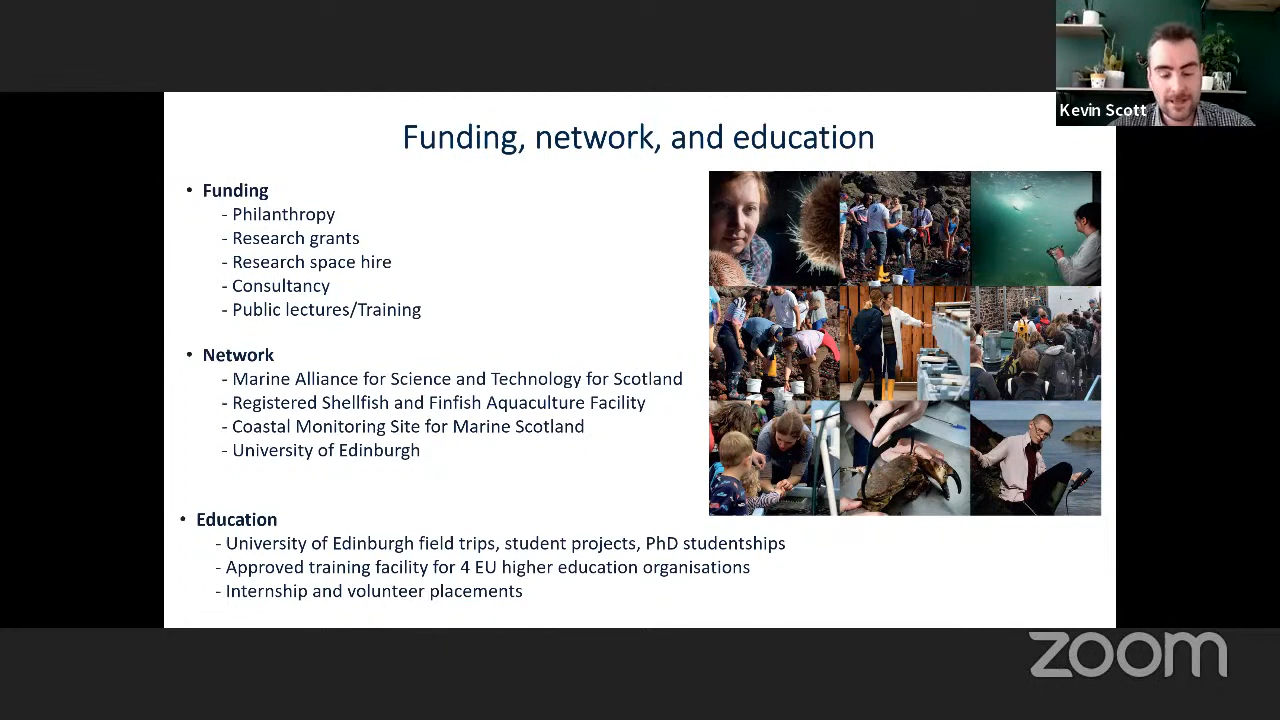 Kevin Scott
Funding, network, and education
• Funding
- Philanthropy
- Research grants
- Research space hire
- Consultancy
- Public lectures/Training
• Network
- Marine Alliance for Science and Technology for Scotland
- Registered Shellfish and Finfish Aquaculture Facility
- Coastal Monitoring Site for Marine Scotland
- University of Edinburgh
• Education
- University of Edinburgh field trips, student projects, PhD studentships
- Approved training facility for 4 EU higher education organisations
- Internship and volunteer placements
zoom